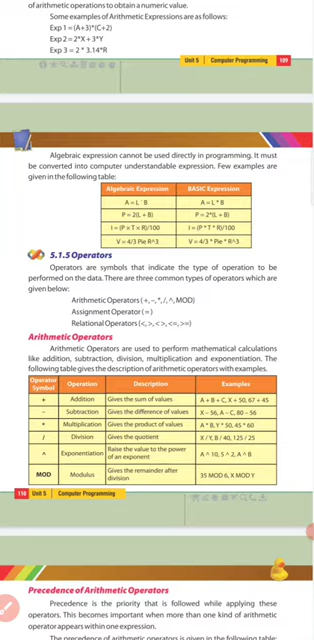 of arithmetic operations to obtain a numeric value.
Some examples of Arithmetic Expressions are as follows:
Exp 1 = (A+3)*(C+2)
Exp 2 = 2*X + 3*Y
Exp 3 = 2 * 3.14*R
Unit 5 | Computer Programming 109
Algebraic expression cannot be used directly in programming. It must
be converted into computer understandable expression. Few examples are
given in the following table:
Algebraic Expression BASIC Expression
A = L * B A = L * B
P = 2(L + B) P = 2*(L + B)
I = (P × T × R)/100 I = (P * T * R)/100
V = 4/3 Pie R^3 V = 4/3 * Pie * R^3
5.1.5 Operators
Operators are symbols that indicate the type of operation to be
performed on the data. There are three common types of operators which are
given below:
Arithmetic Operators (+, –, *, /, ^, MOD)
Assignment Operator (=)
Relational Operators (<, >, < >, <=, >=)
Arithmetic Operators
Arithmetic Operators are used to perform mathematical calculations
like addition, subtraction, division, multiplication and exponentiation. The
following table gives the description of arithmetic operators with examples.
Operator Symbol Operation Description Examples
+ Addition Gives the sum of values A + B + C, X + 50, 67 + 45
– Subtraction Gives the difference of values X – 56, A – C, 80 – 56
* Multiplication Gives the product of values A * B, Y * 50, 45 * 60
/ Division Gives the quotient X / Y, B / 40, 125 / 25
^ Exponentiation Raise the value to the power of an exponent A ^ 10, 5 ^ 2, A ^ B
MOD Modulus Gives the remainder after division 35 MOD 6, X MOD Y
110 Unit 5 | Computer Programming
Precedence of Arithmetic Operators
Precedence is the priority that is followed while applying these
operators. This becomes important when more than one kind of arithmetic
operator appears within one expression.
The precedence of arithmetic operators is given in the following table: